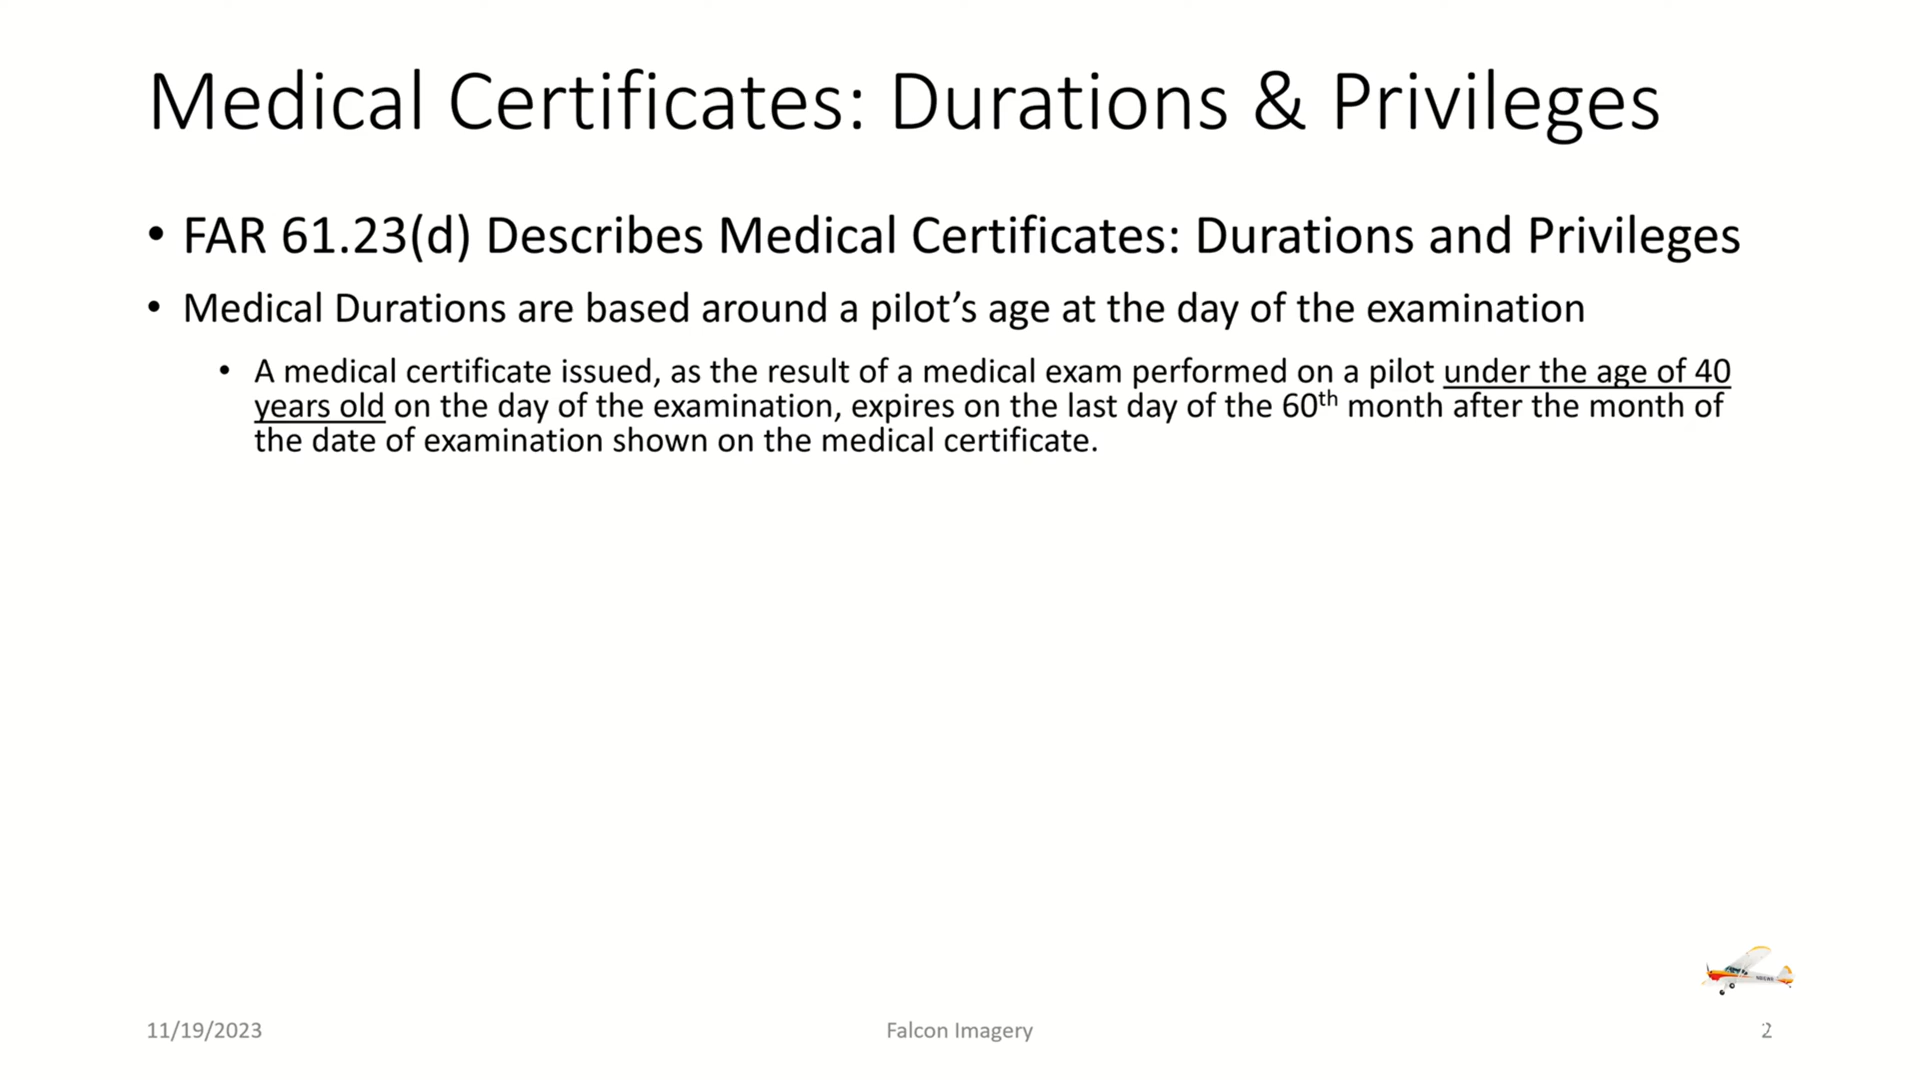 Medical Certificates: Durations & Privileges
• FAR 61.23(d) Describes Medical Certificates: Durations and Privileges
• Medical Durations are based around a pilot’s age at the day of the examination
• A medical certificate issued, as the result of a medical exam performed on a pilot under the age of 40
years old on the day of the examination, expires on the last day of the 60th month after the month of
the date of examination shown on the medical certificate.
11/19/2023
Falcon Imagery
2